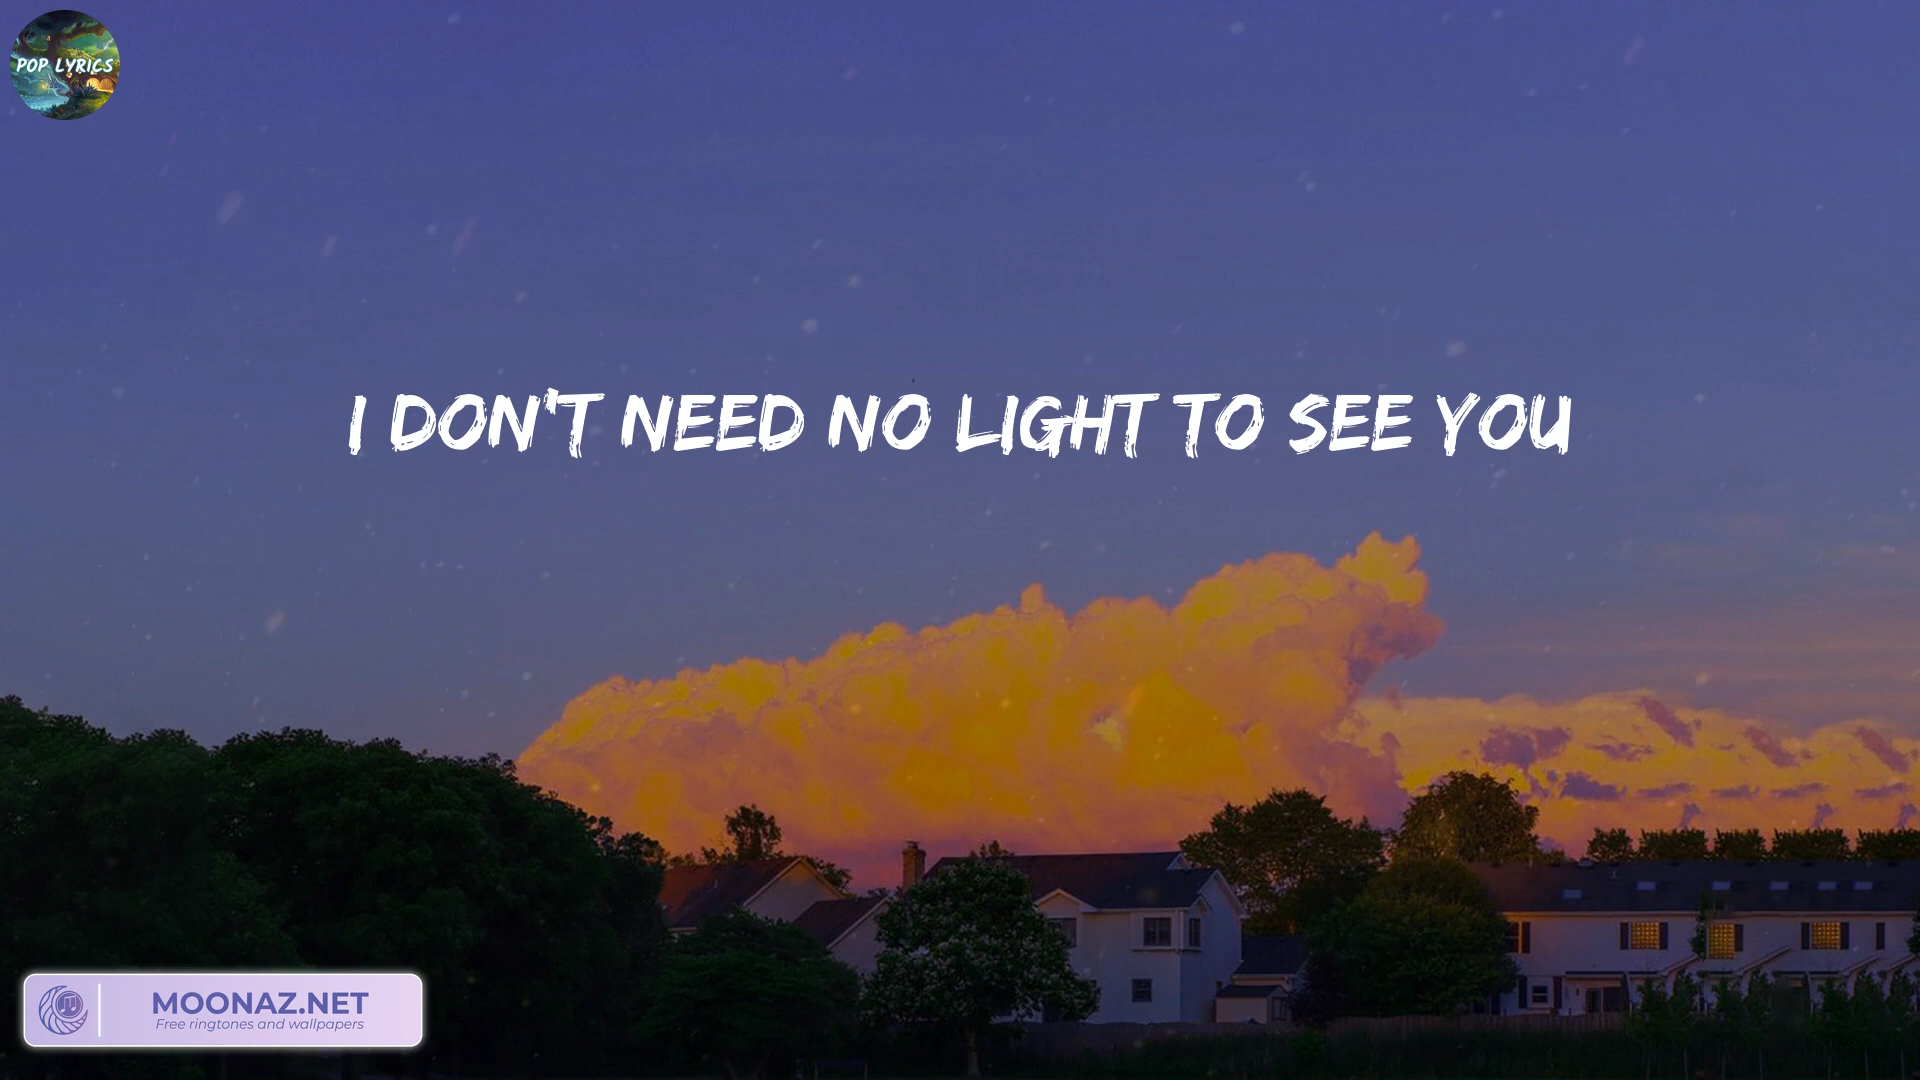 POP LYRICS
I DON'T NEED NO LIGHT TO SEE YOU
MOONAZ.NET
Free ringtones and wallpapers